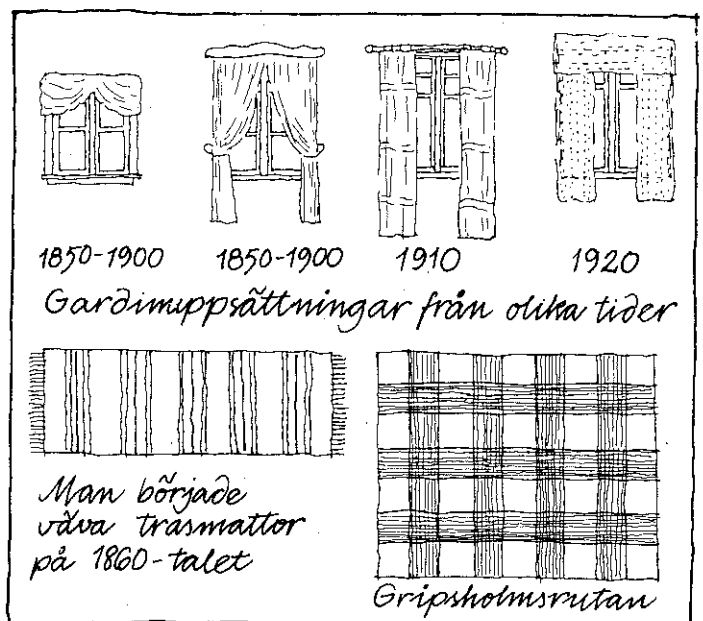 1850-1900 1850-1900 1910 1920
Gardinuppsättningar från olika tider
Man började
väva trasmattor
på 1860-talet
Gripsholmsrutan